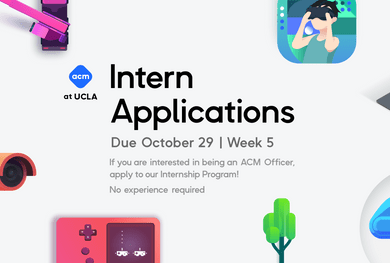 acm
at UCLA
Intern
Applications
Due October 29 | Week 5
If you are interested in being an ACM Officer,
apply to our Internship Program!
No experience required